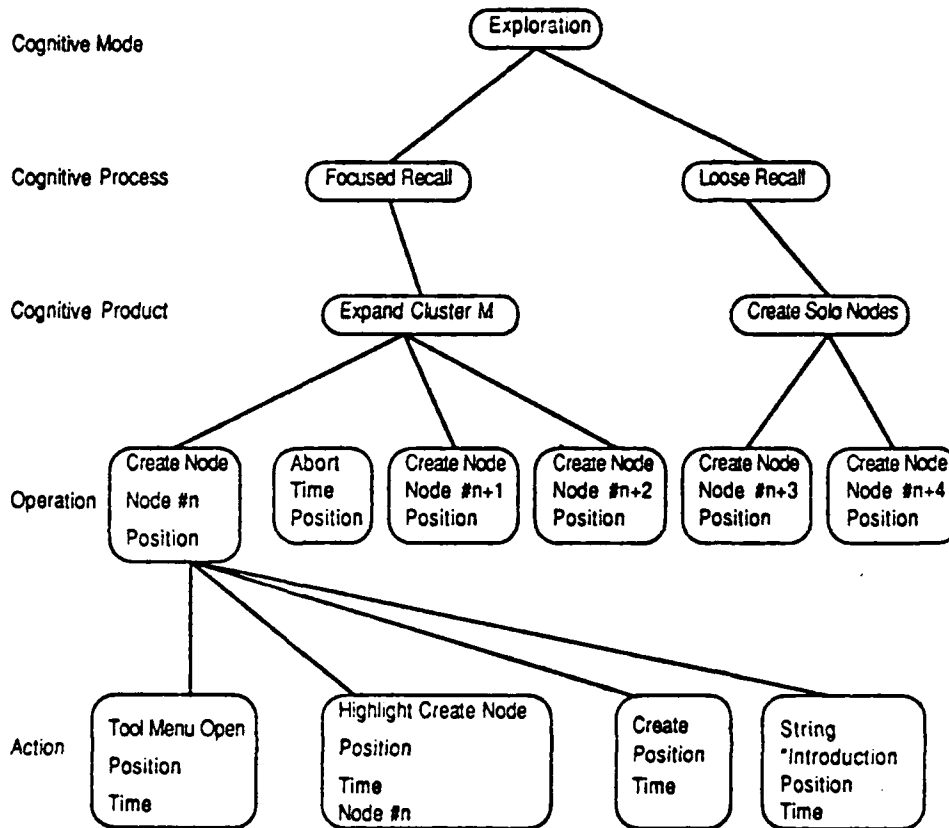 Cognitive Mode
Exploration
Cognitive Process
Focused Recall
Loose Recall
Cognitive Product
Expand Cluster M
Create Solo Nodes
Operation
Create Node
Node #n
Position
Abort
Time
Position
Create Node
Node #n+1
Position
Create Node
Node #n+2
Position
Create Node
Node #n+3
Position
Create Node
Node #n+4
Position
Action
Tool Menu Open
Position
Time
Highlight Create Node
Position
Time
Node #n
Create
Position
Time
String
"Introduction
Position
Time